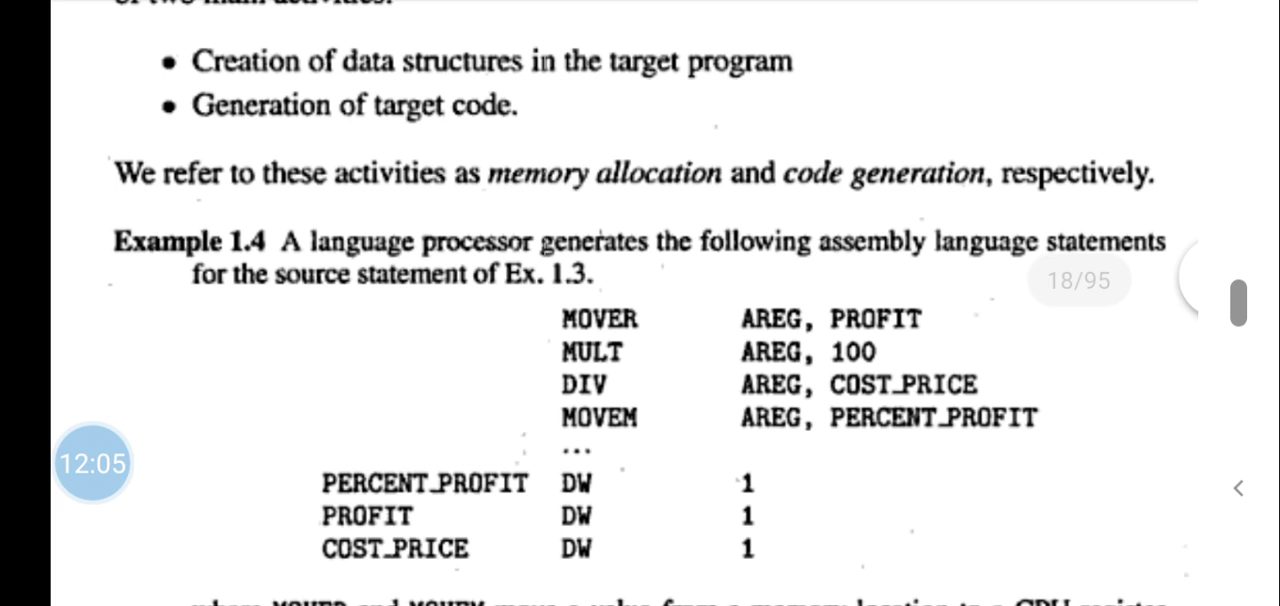 • Creation of data structures in the target program
• Generation of target code.
We refer to these activities as memory allocation and code generation, respectively.
Example 1.4 A language processor generates the following assembly language statements
for the source statement of Ex. 1.3.
18/95
MOVER AREG, PROFIT
MULT AREG, 100
DIV AREG, COST_PRICE
MOVEM AREG, PERCENT_PROFIT
...
12:05
PERCENT_PROFIT DW 1
PROFIT DW 1
COST_PRICE DW 1